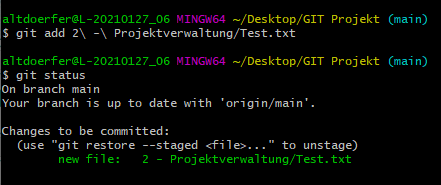 altdoerfer@L-20210127_06 MINGW64 ~/Desktop/GIT Projekt (main)
$ git add 2\ -\ Projektverwaltung/Test.txt
altdoerfer@L-20210127_06 MINGW64 ~/Desktop/GIT Projekt (main)
$ git status
On branch main
Your branch is up to date with 'origin/main'.
Changes to be committed:
(use "git restore --staged <file>..." to unstage)
new file: 2 - Projektverwaltung/Test.txt